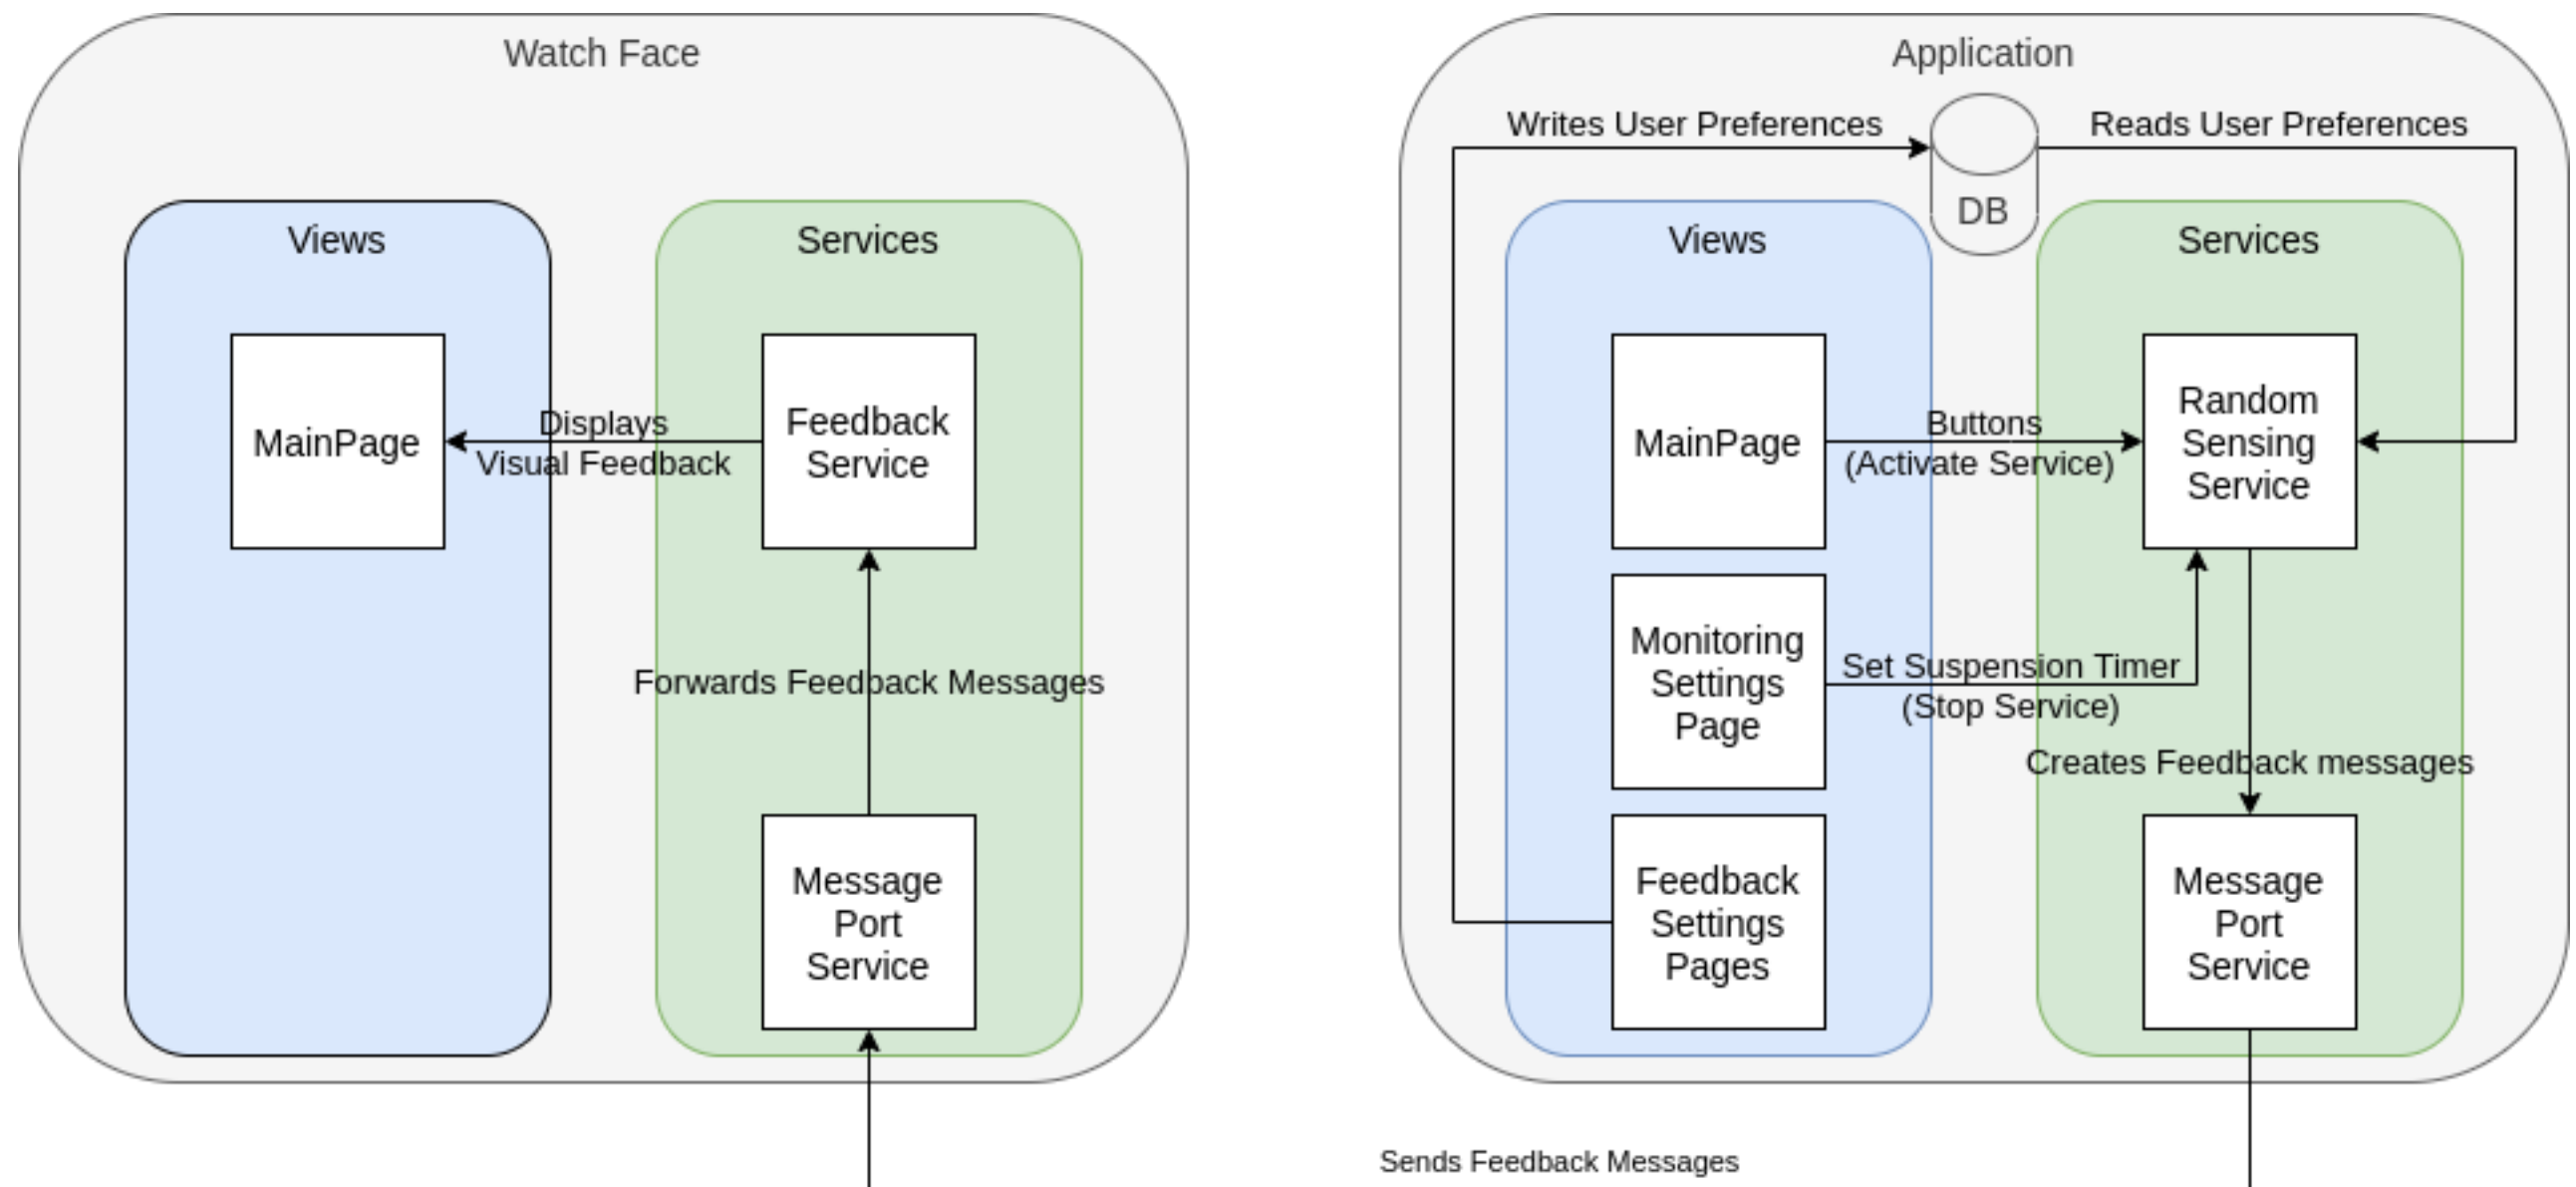 Watch Face
Views
Services
MainPage
Displays
Visual Feedback
Feedback
Service
Forwards Feedback Messages
Message
Port
Service
Application
Writes User Preferences
Reads User Preferences
DB
Views
Services
MainPage
Buttons
(Activate Service)
Random
Sensing
Service
Monitoring
Settings
Page
Set Suspension Timer
(Stop Service)
Creates Feedback messages
Feedback
Settings
Pages
Message
Port
Service
Sends Feedback Messages